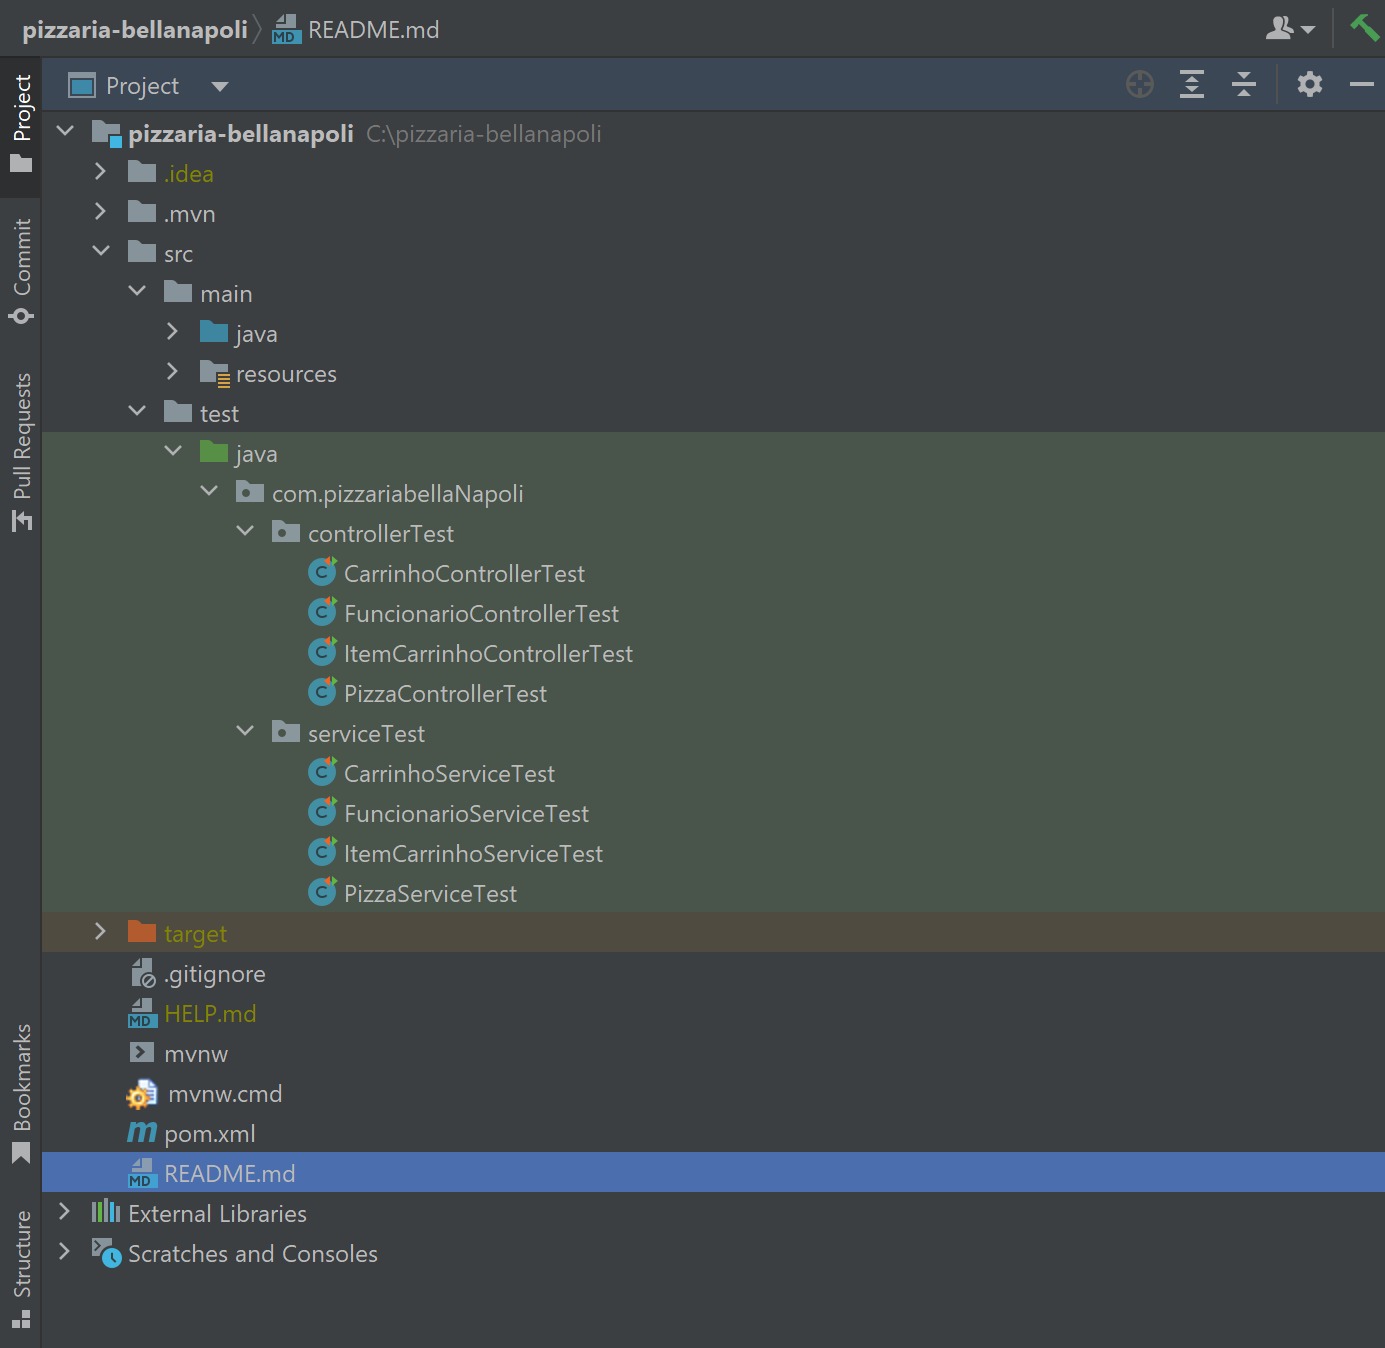 pizzaria-bellanapoli README.md
Project
Project
Commit
Pull Requests
Bookmarks
Structure
pizzaria-bellanapoli C:\pizzaria-bellanapoli
.idea
.mvn
src
main
java
resources
test
java
com.pizzariabellaNapoli
controllerTest
C CarrinhoControllerTest
C FuncionarioControllerTest
C ItemCarrinhoControllerTest
C PizzaControllerTest
serviceTest
C CarrinhoServiceTest
C FuncionarioServiceTest
C ItemCarrinhoServiceTest
C PizzaServiceTest
target
.gitignore
MD HELP.md
mvnw
mvnw.cmd
m pom.xml
MD README.md
External Libraries
Scratches and Consoles